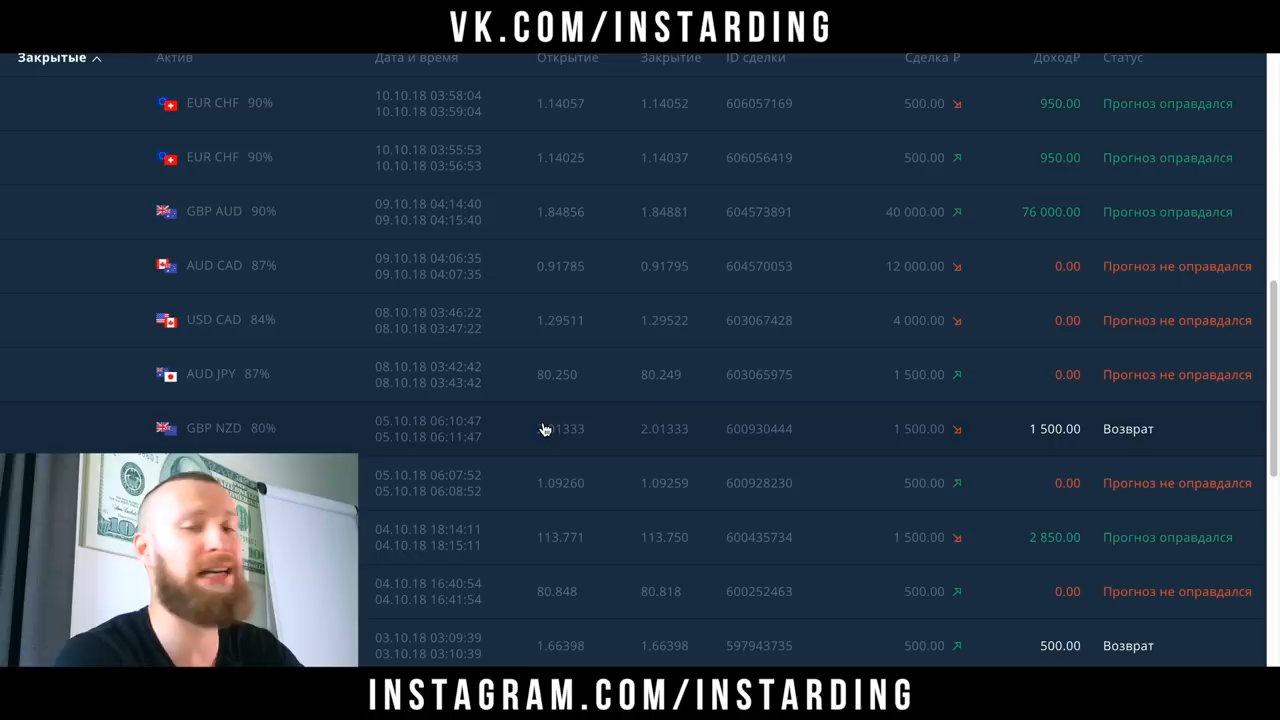 VK.COM/INSTARDING
Закрытые Актив Дата и время Открытие Закрытие ID сделки Сделка ₽ Доход₽ Статус
EUR CHF 90% 10.10.18 03:58:04 1.14057 1.14052 606057169 500.00 950.00 Прогноз оправдался
10.10.18 03:59:04
EUR CHF 90% 10.10.18 03:55:53 1.14025 1.14037 606056419 500.00 950.00 Прогноз оправдался
10.10.18 03:56:53
GBP AUD 90% 09.10.18 04:14:40 1.84856 1.84881 604573891 40 000.00 76 000.00 Прогноз оправдался
09.10.18 04:15:40
AUD CAD 87% 09.10.18 04:06:35 0.91785 0.91795 604570053 12 000.00 0.00 Прогноз не оправдался
09.10.18 04:07:35
USD CAD 84% 08.10.18 03:46:22 1.29511 1.29522 603067428 4 000.00 0.00 Прогноз не оправдался
08.10.18 03:47:22
AUD JPY 87% 08.10.18 03:42:42 80.250 80.249 603065975 1 500.00 0.00 Прогноз не оправдался
08.10.18 03:43:42
GBP NZD 80% 05.10.18 06:10:47 2.01333 600930444 1 500.00 1 500.00 Возврат
05.10.18 06:11:47
05.10.18 06:07:52 1.09260 1.09259 600928230 500.00 0.00 Прогноз не оправдался
05.10.18 06:08:52
04.10.18 18:14:11 113.771 113.750 600435734 1 500.00 2 850.00 Прогноз оправдался
04.10.18 18:15:11
04.10.18 16:40:54 80.848 80.818 600252463 500.00 0.00 Прогноз не оправдался
04.10.18 16:41:54
03.10.18 03:09:39 1.66398 1.66398 597943735 500.00 500.00 Возврат
03.10.18 03:10:39
INSTAGRAM.COM/INSTARDING